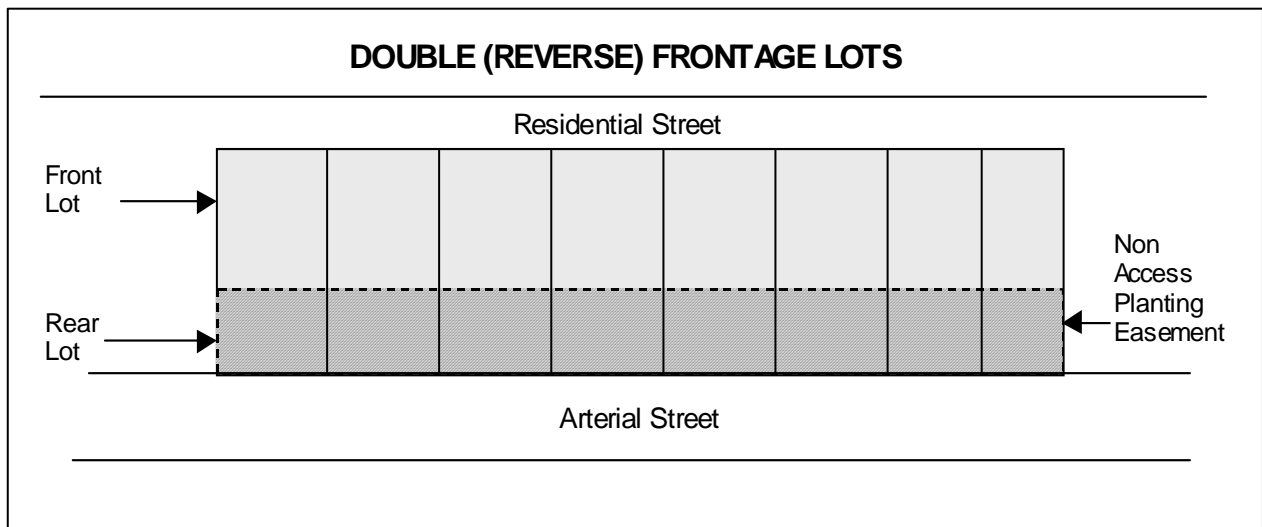 DOUBLE (REVERSE) FRONTAGE LOTS
Residential Street
Front
Lot
Non
Access
Planting
Easement
Rear
Lot
Arterial Street